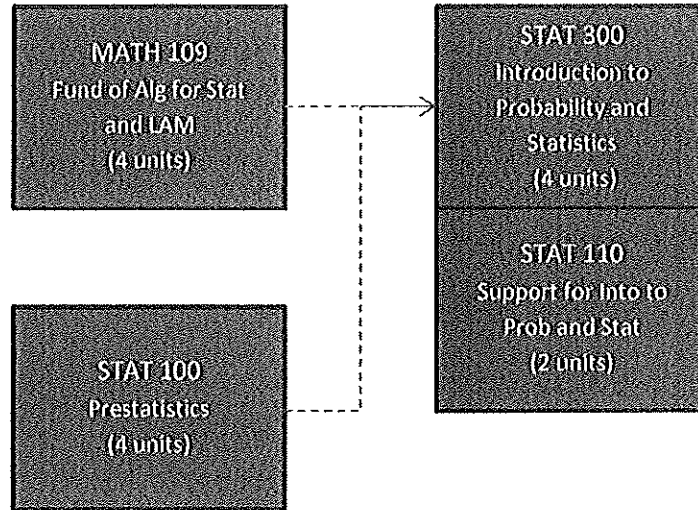 MATH 109
Fund of Alg for Stat
and LAM
(4 units)
STAT 300
Introduction to
Probability and
Statistics
(4 units)
STAT 110
Support for Into to
Prob and Stat
(2 units)
STAT 100
Prestatistics
(4 units)